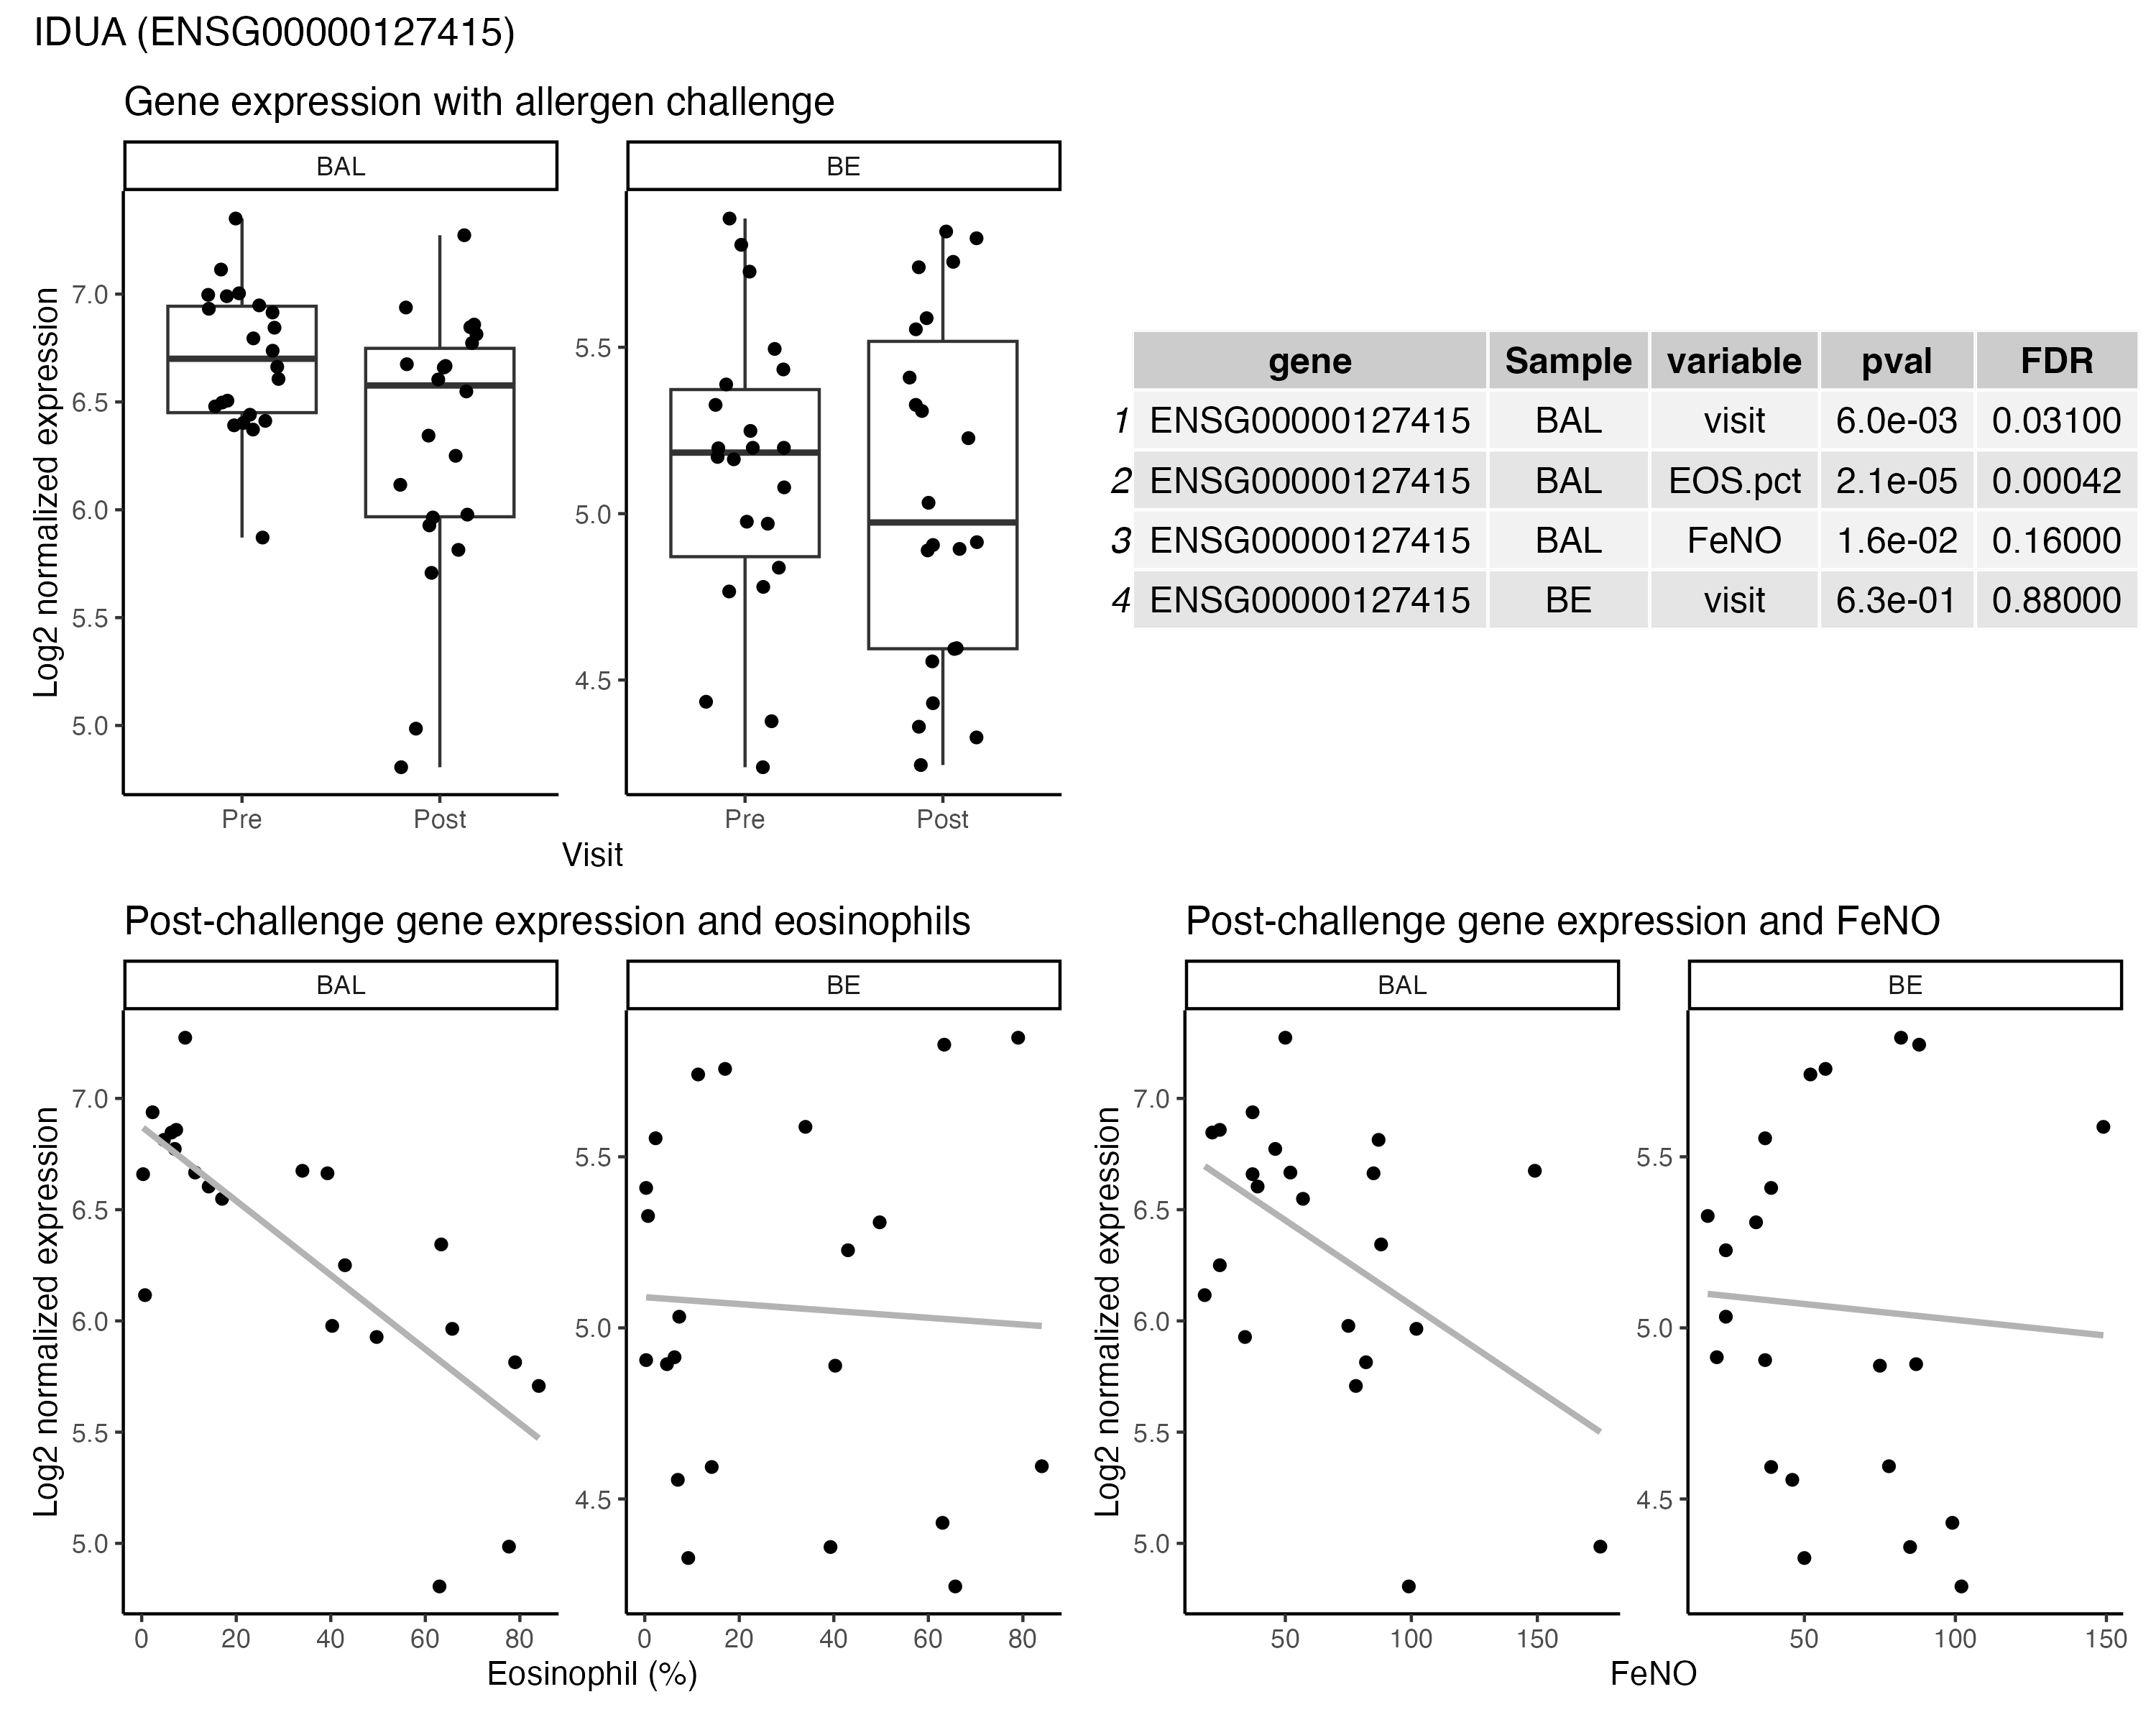 IDUA (ENSG00000127415)
Gene expression with allergen challenge
BAL
BE
Log2 normalized expression
7.0
6.5
6.0
5.5
5.0
5.5
5.0
4.5
Pre
Post
Pre
Post
Visit
gene Sample variable pval FDR
1 ENSG00000127415 BAL visit 6.0e-03 0.03100
2 ENSG00000127415 BAL EOS.pct 2.1e-05 0.00042
3 ENSG00000127415 BAL FeNO 1.6e-02 0.16000
4 ENSG00000127415 BE visit 6.3e-01 0.88000
Post-challenge gene expression and eosinophils
BAL
BE
Log2 normalized expression
7.0
6.5
6.0
5.5
5.0
5.5
5.0
4.5
0 20 40 60 80
0 20 40 60 80
Eosinophil (%)
Post-challenge gene expression and FeNO
BAL
BE
Log2 normalized expression
7.0
6.5
6.0
5.5
5.0
5.5
5.0
4.5
50 100 150
50 100 150
FeNO